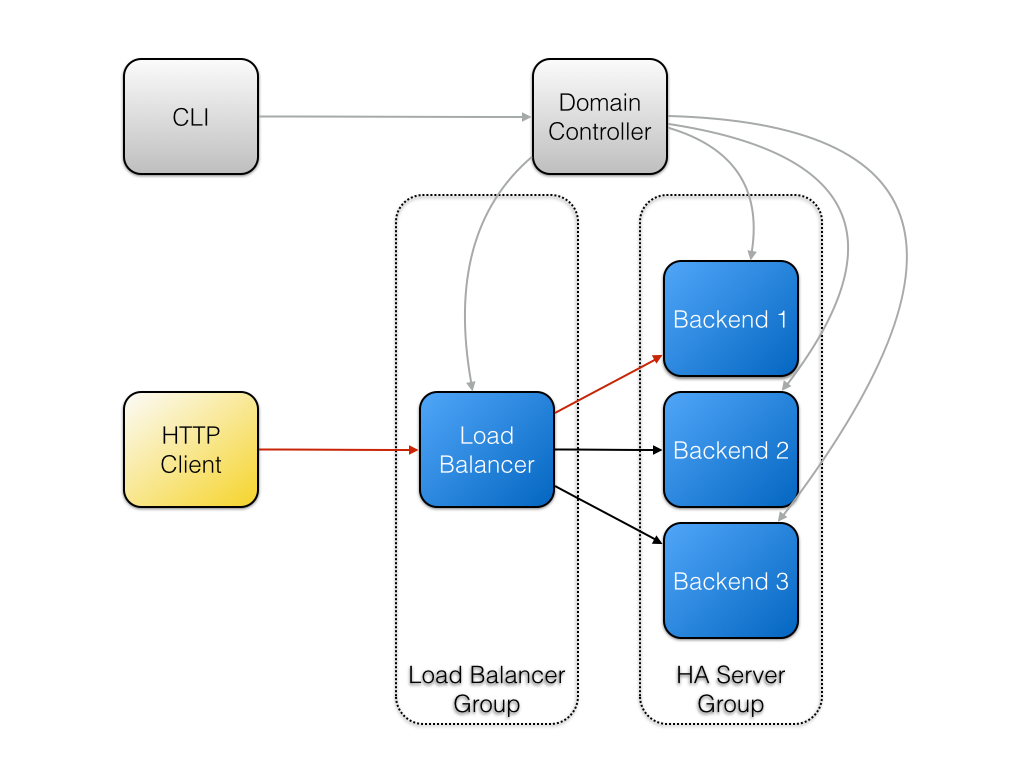 CLI
Domain
Controller
Backend 1
HTTP
Client
Load
Balancer
Backend 2
Backend 3
Load Balancer
Group
HA Server
Group